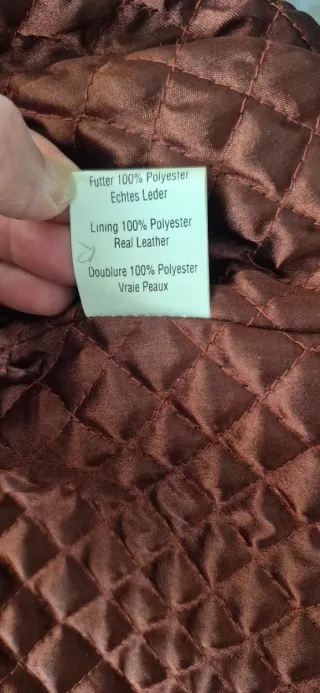 Futter 100% Polyester
Echtes Leder
Lining 100% Polyester
Real Leather
Doublure 100% Polyester
Vraie Peaux